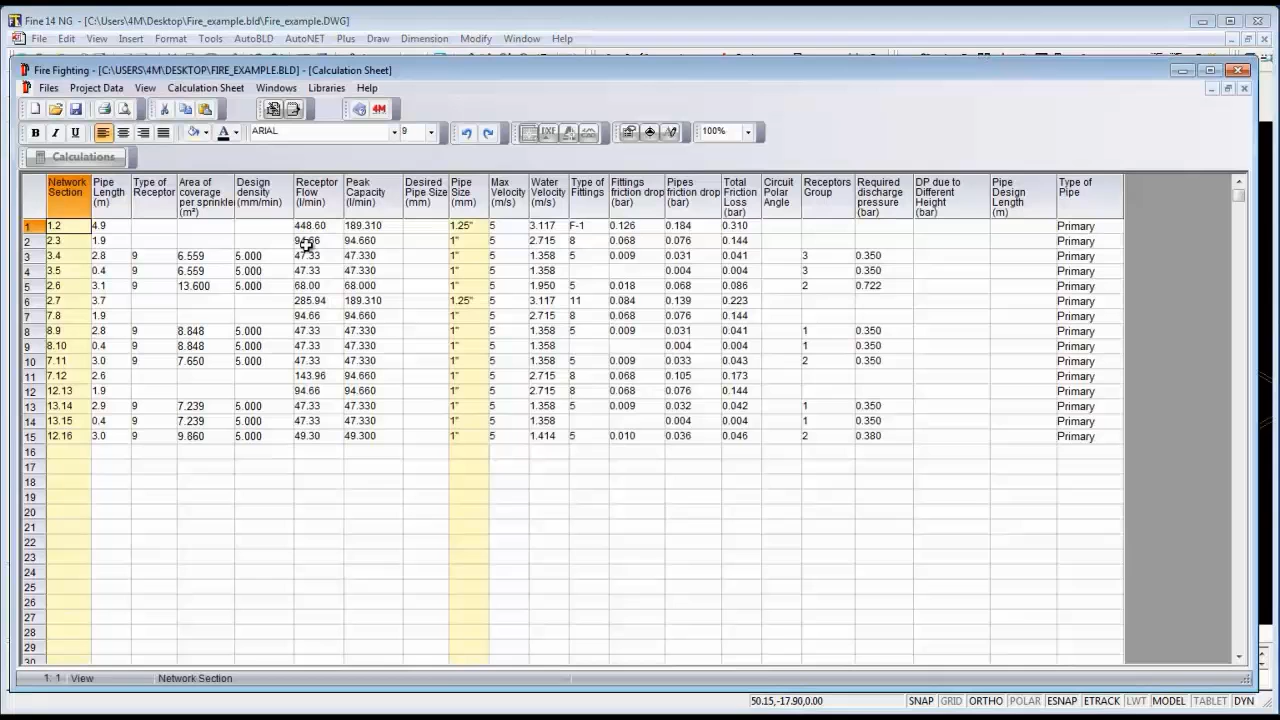 Fine 14 NG - [C:\Users\4M\Desktop\Fire_example.bld\Fire_example.DWG]
File Edit View Insert Format Tools AutoBLD AutoNET Plus Draw Dimension Modify Window Help
Fire Fighting - [C:\USERS\4M\DESKTOP\FIRE_EXAMPLE.BLD] - [Calculation Sheet]
Files Project Data View Calculation Sheet Windows Libraries Help
4M
B I U A ARIAL 9 100%
Calculations
Network Pipe Type of Area of Design Receptor Peak Desired Pipe Max Water Type of Fittings Pipes Total Circuit Receptors Required DP due to Pipe Type of
Section Length Receptor coverage density Flow Capacity Pipe Size Size Velocity Velocity Fittings friction drop friction drop Friction Polar Group discharge Different Design Pipe
(m) per sprinkle (mm/min) (l/min) (l/min) (mm) (mm) (m/s) (m/s) (bar) (bar) Loss Angle pressure Height Length
(m²) (bar) (bar) (bar) (m)
1 1.2 4.9 448.60 189.310 1.25" 5 3.117 F-1 0.126 0.184 0.310 Primary
2 2.3 1.9 94.660 1" 5 2.715 8 0.068 0.076 0.144 Primary
3 3.4 2.8 9 6.559 5.000 47.33 47.330 1" 5 1.358 5 0.009 0.031 0.041 3 0.350 Primary
4 3.5 0.4 9 6.559 5.000 47.33 47.330 1" 5 1.358 0.004 0.004 3 0.350 Primary
5 2.6 3.1 9 13.600 5.000 68.00 68.000 1" 5 1.950 5 0.018 0.068 0.086 2 0.722 Primary
6 2.7 3.7 285.94 189.310 1.25" 5 3.117 11 0.084 0.139 0.223 Primary
7 7.8 1.9 94.66 94.660 1" 5 2.715 8 0.068 0.076 0.144 Primary
8 8.9 2.8 9 8.848 5.000 47.33 47.330 1" 5 1.358 5 0.009 0.031 0.041 1 0.350 Primary
9 8.10 0.4 9 8.848 5.000 47.33 47.330 1" 5 1.358 0.004 0.004 1 0.350 Primary
10 7.11 3.0 9 7.650 5.000 47.33 47.330 1" 5 1.358 5 0.009 0.033 0.043 2 0.350 Primary
11 7.12 2.6 143.96 94.660 1" 5 2.715 8 0.068 0.105 0.173 Primary
12 12.13 1.9 94.66 94.660 1" 5 2.715 8 0.068 0.076 0.144 Primary
13 13.14 2.9 9 7.239 5.000 47.33 47.330 1" 5 1.358 5 0.009 0.032 0.042 1 0.350 Primary
14 13.15 0.4 9 7.239 5.000 47.33 47.330 1" 5 1.358 0.004 0.004 1 0.350 Primary
15 12.16 3.0 9 9.860 5.000 49.30 49.300 1" 5 1.414 5 0.010 0.036 0.046 2 0.380 Primary
16
17
18
19
20
21
22
23
24
25
26
27
28
29
30
1: 1 View Network Section
50.15,-17.90,0.00 SNAP GRID ORTHO POLAR ESNAP ETRACK LWT MODEL TABLET DYN